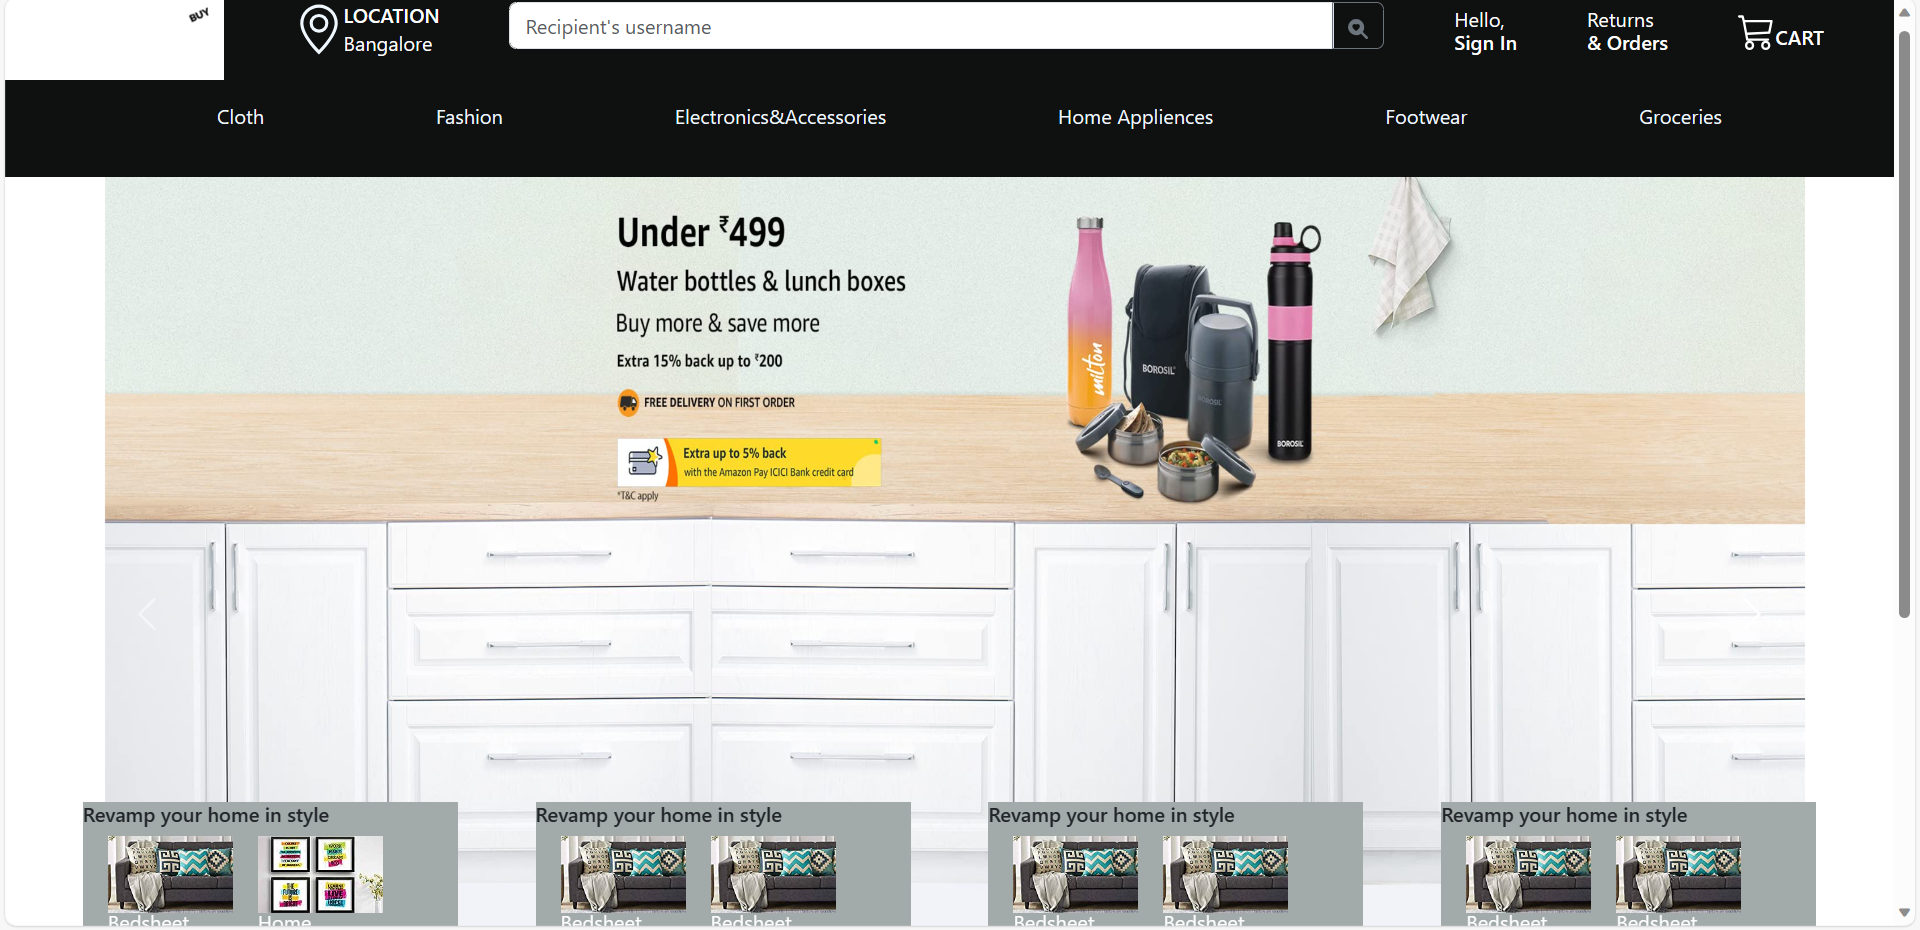 BUY
LOCATION
Bangalore
Recipient's username
Hello,
Sign In
Returns
& Orders
CART
Cloth
Fashion
Electronics&Accessories
Home Appliences
Footwear
Groceries
Under ₹499
Water bottles & lunch boxes
Buy more & save more
Extra 15% back up to ₹200
FREE DELIVERY ON FIRST ORDER
Extra up to 5% back
with the Amazon Pay ICICI Bank credit card
*T&C apply
milton
BOROSIL
BOROSIL
BOROSIL
Revamp your home in style
Revamp your home in style
Revamp your home in style
Revamp your home in style
Bedsheet
Home
Bedsheet
Bedsheet
Bedsheet
Bedsheet
Bedsheet
Bedsheet